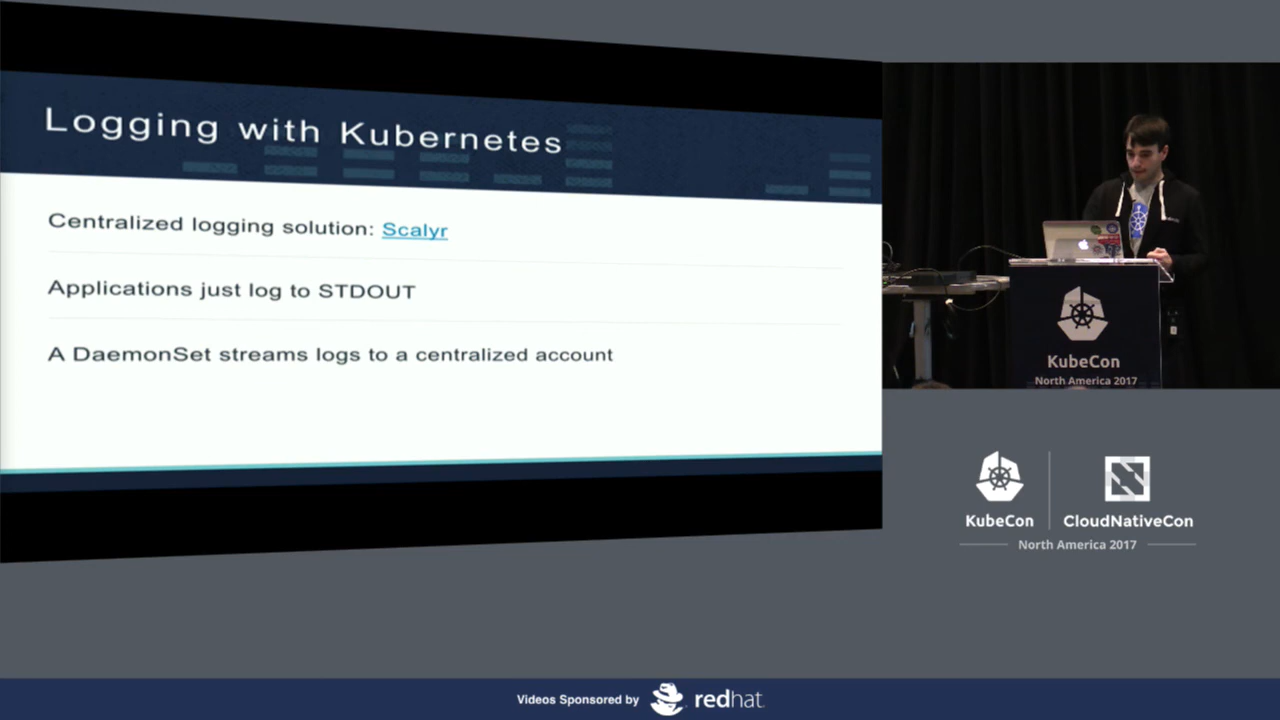 Logging with Kubernetes
Centralized logging solution: Scalyr
Applications just log to STDOUT
A DaemonSet streams logs to a centralized account
KubeCon
North America 2017
KubeCon
CloudNativeCon
North America 2017
Videos Sponsored by
redhat.